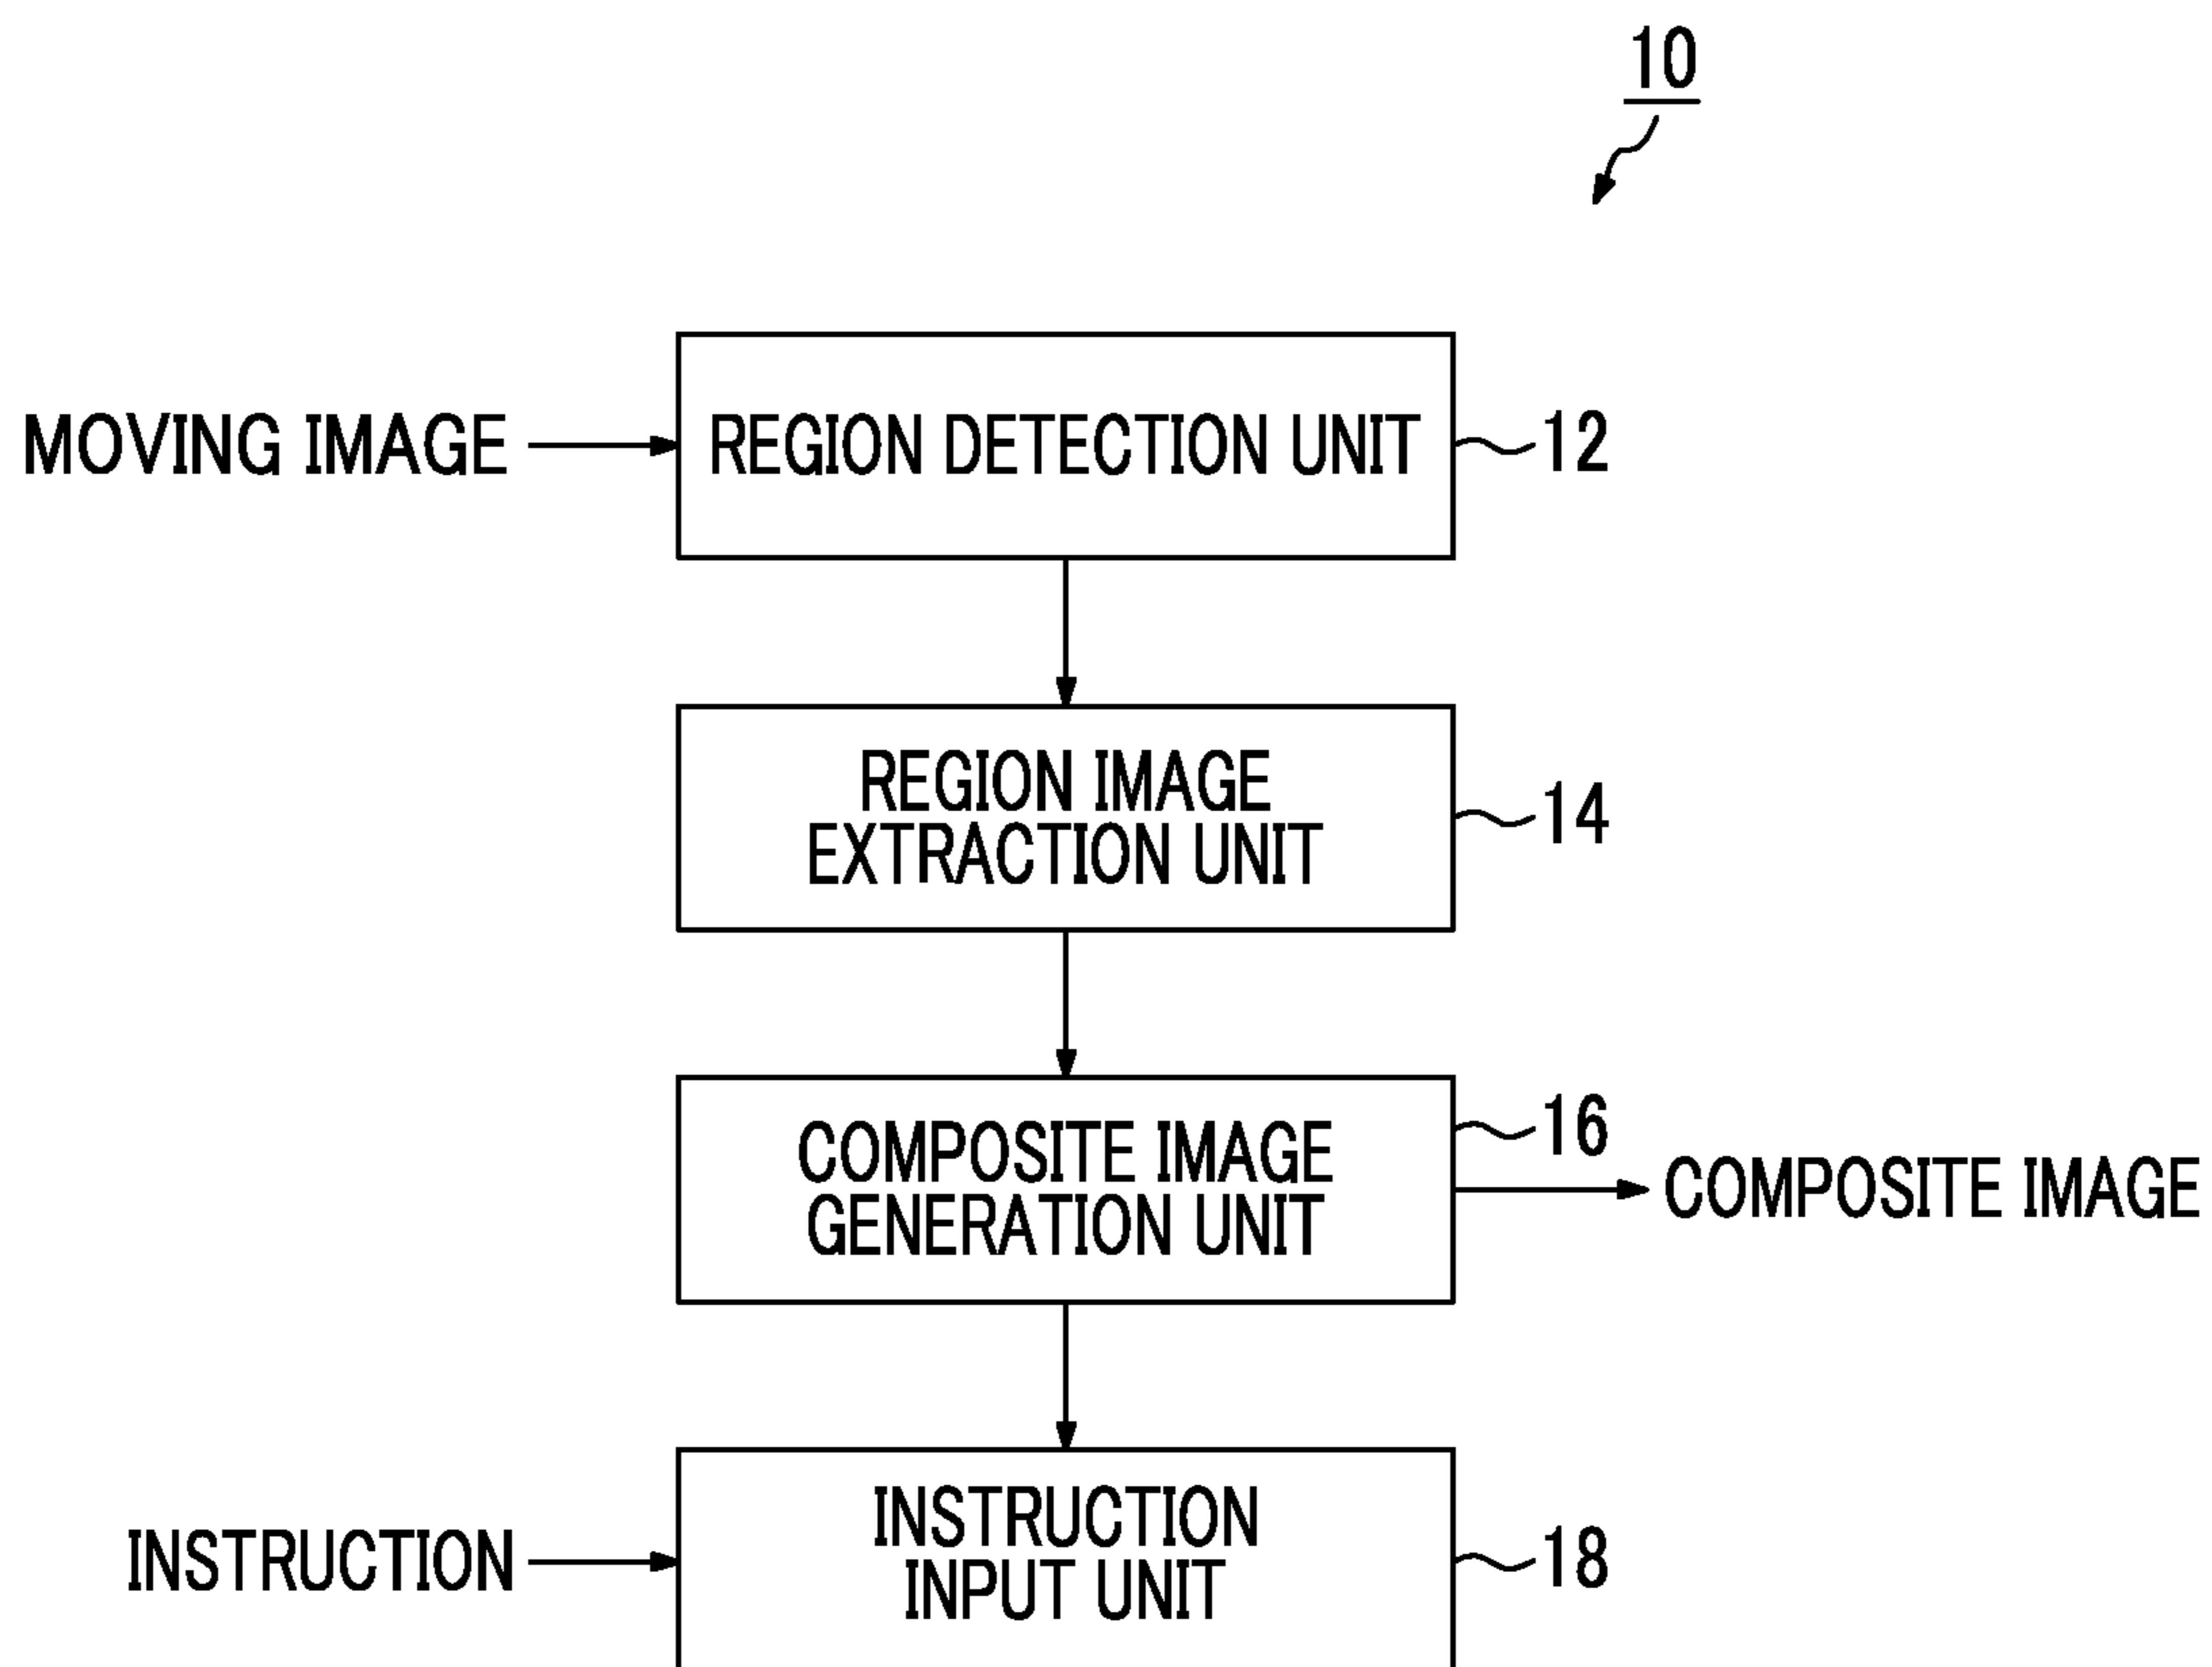 10
MOVING IMAGE
REGION DETECTION UNIT
12
REGION IMAGE
EXTRACTION UNIT
14
COMPOSITE IMAGE
GENERATION UNIT
16
COMPOSITE IMAGE
INSTRUCTION
INSTRUCTION
INPUT UNIT
18